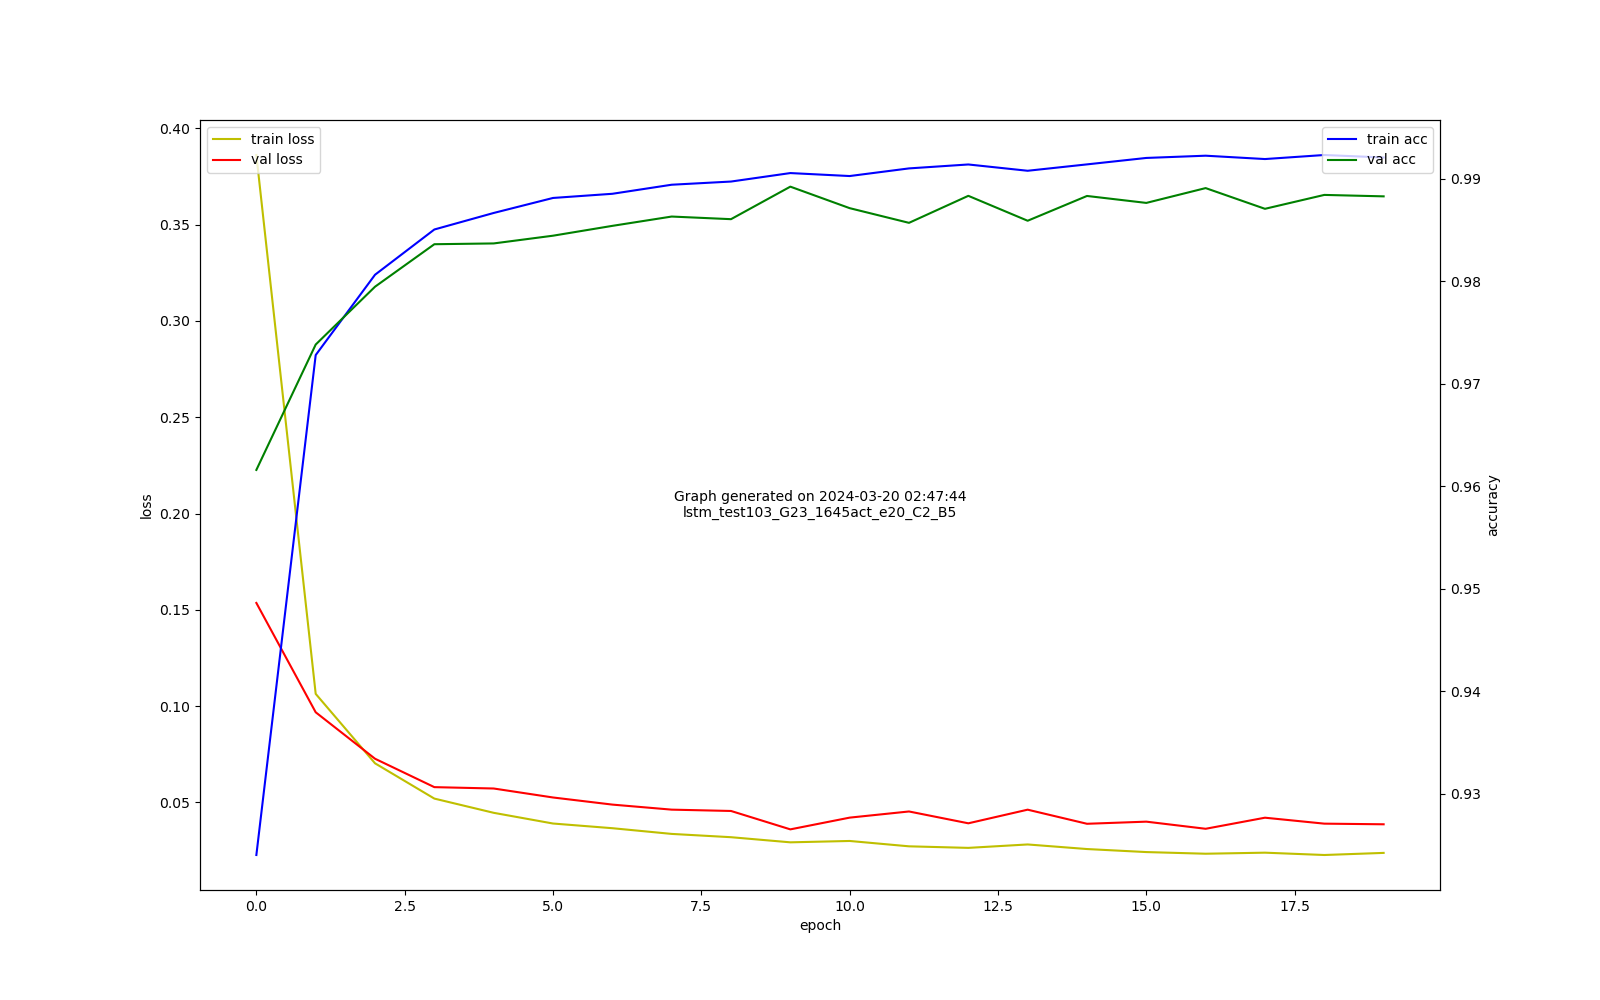 train loss
val loss
train acc
val acc
0.40
0.35
0.30
0.25
0.20
0.15
0.10
0.05
loss
0.99
0.98
0.97
0.96
0.95
0.94
0.93
accuracy
Graph generated on 2024-03-20 02:47:44
lstm_test103_G23_1645act_e20_C2_B5
0.0 2.5 5.0 7.5 10.0 12.5 15.0 17.5
epoch